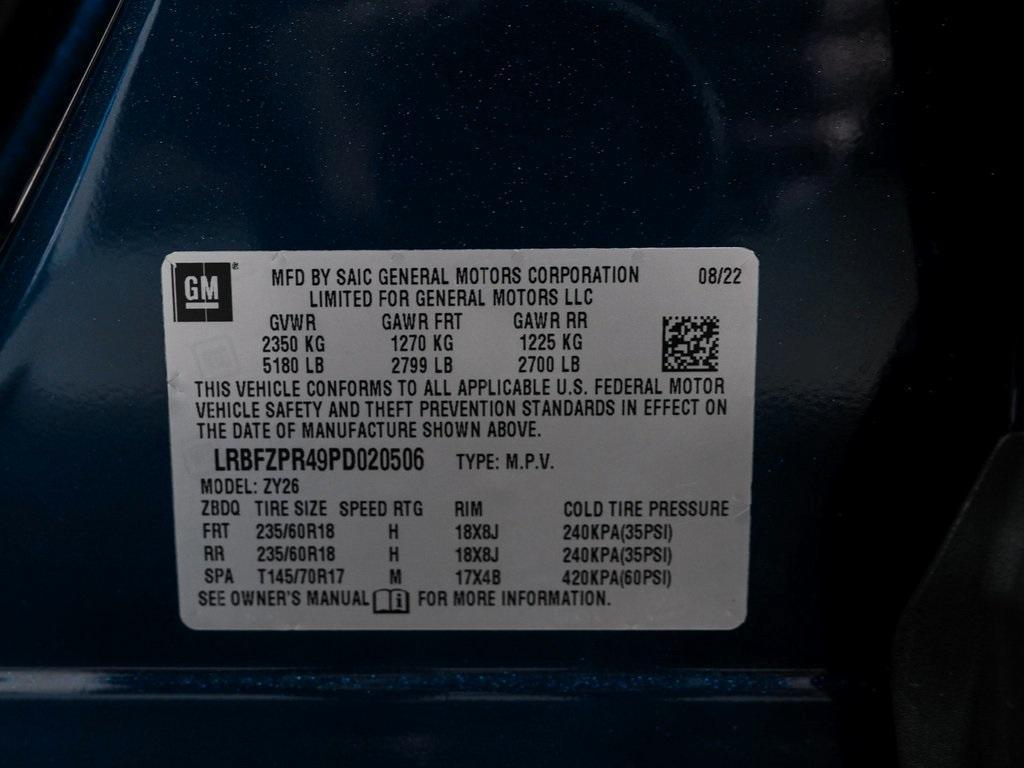 GM ® MFD BY SAIC GENERAL MOTORS CORPORATION 08/22
LIMITED FOR GENERAL MOTORS LLC
GVWR GAWR FRT GAWR RR
2350 KG 1270 KG 1225 KG
5180 LB 2799 LB 2700 LB
THIS VEHICLE CONFORMS TO ALL APPLICABLE U.S. FEDERAL MOTOR
VEHICLE SAFETY AND THEFT PREVENTION STANDARDS IN EFFECT ON
THE DATE OF MANUFACTURE SHOWN ABOVE.
LRBFZPR49PD020506 TYPE: M.P.V.
MODEL: ZY26
ZBDQ TIRE SIZE SPEED RTG RIM COLD TIRE PRESSURE
FRT 235/60R18 H 18X8J 240KPA(35PSI)
RR 235/60R18 H 18X8J 240KPA(35PSI)
SPA T145/70R17 M 17X4B 420KPA(60PSI)
SEE OWNER'S MANUAL i FOR MORE INFORMATION.